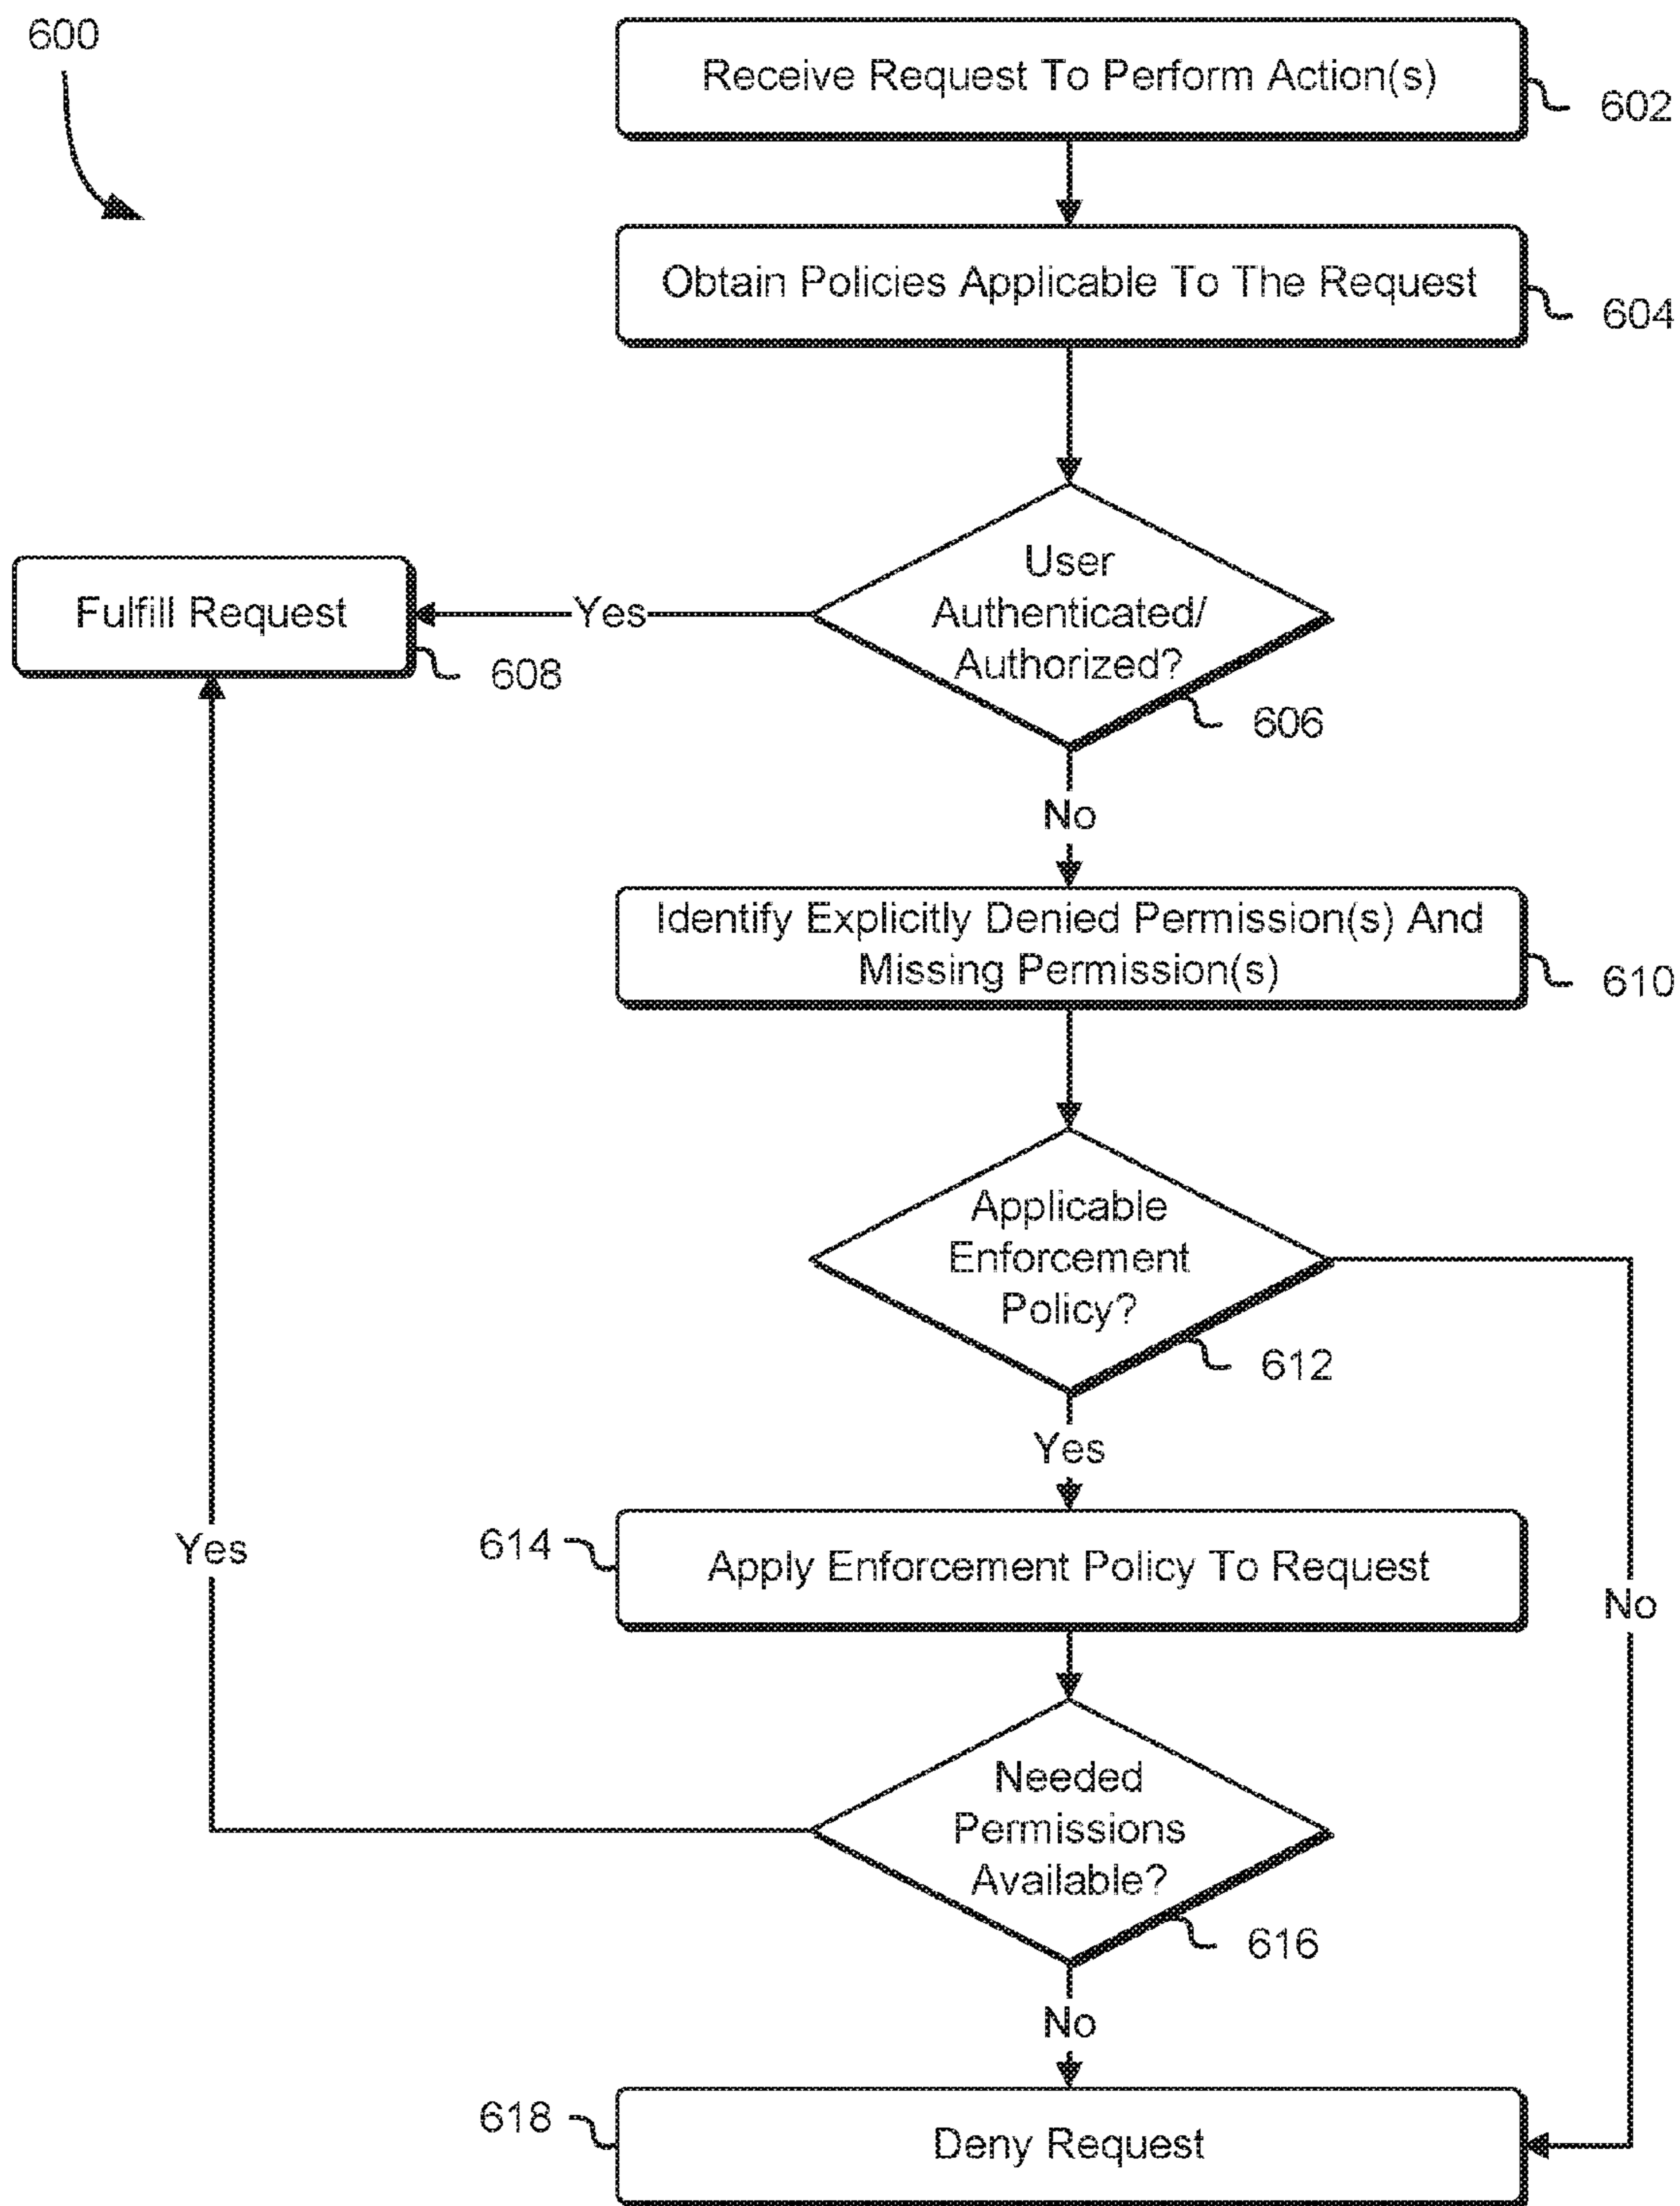 600
Receive Request To Perform Action(s)
602
Obtain Policies Applicable To The Request
604
User
Authenticated/
Authorized?
606
Yes
Fulfill Request
608
No
Identify Explicitly Denied Permission(s) And
Missing Permission(s)
610
Applicable
Enforcement
Policy?
612
Yes
No
614
Apply Enforcement Policy To Request
Yes
Needed
Permissions
Available?
616
No
618
Deny Request